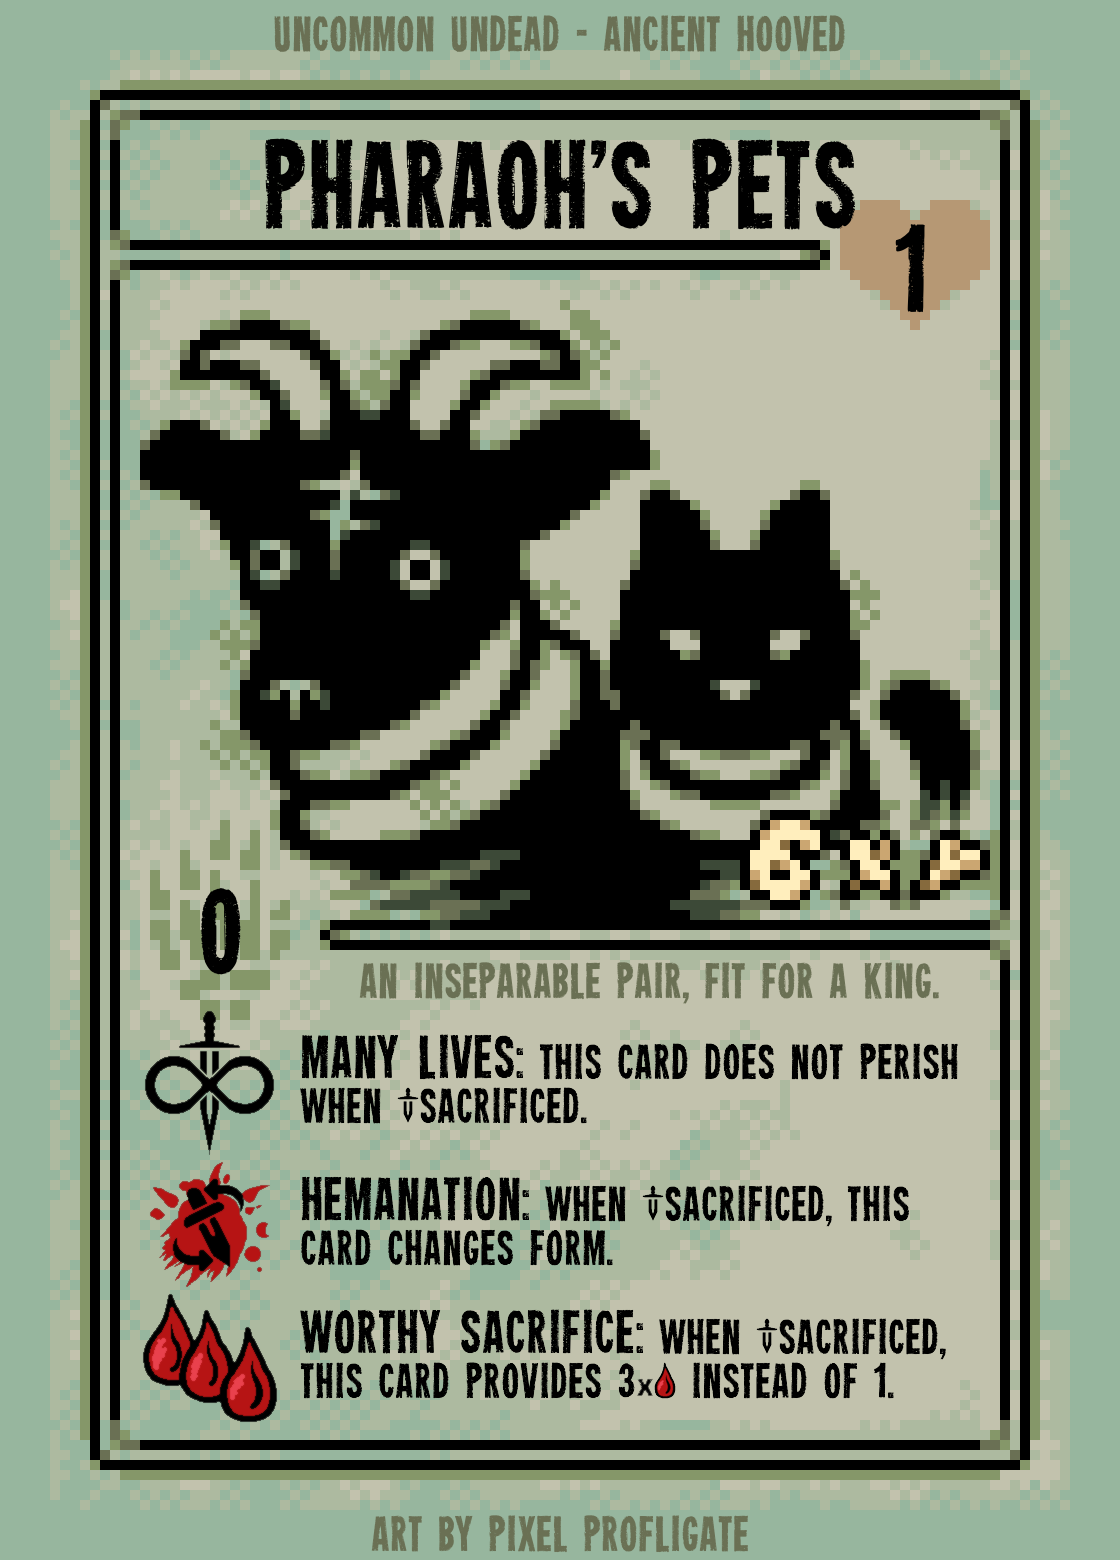 UNCOMMON UNDEAD - ANCIENT HOOVED
PHARAOH'S PETS
1
6 x
0
AN INSEPARABLE PAIR, FIT FOR A KING.
MANY LIVES: THIS CARD DOES NOT PERISH
WHEN SACRIFICED.
HEMANATION: WHEN SACRIFICED, THIS
CARD CHANGES FORM.
WORTHY SACRIFICE: WHEN SACRIFICED,
THIS CARD PROVIDES 3x INSTEAD OF 1.
ART BY PIXEL PROFLIGATE